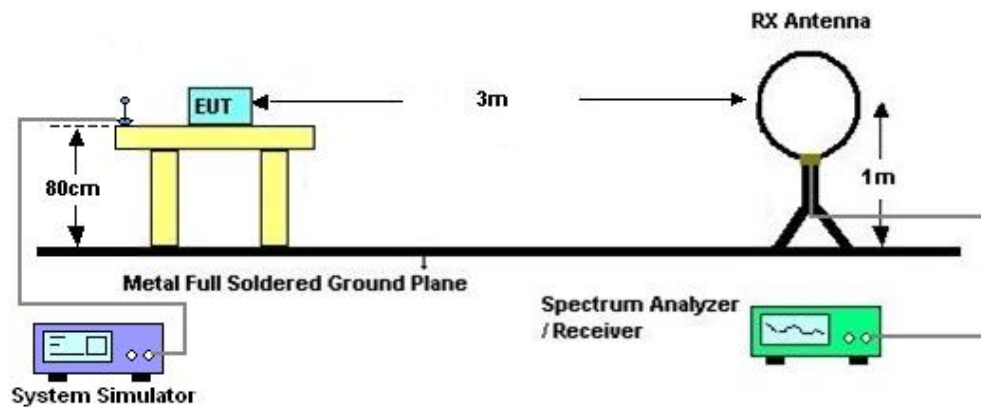 RX Antenna
EUT
3m
80cm
1m
Metal Full Soldered Ground Plane
Spectrum Analyzer
/ Receiver
System Simulator